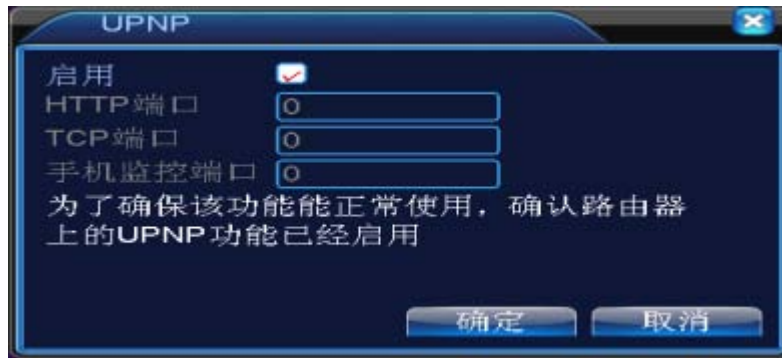 UPNP
启用
HTTP端口 0
TCP端口 0
手机监控端口 0
为了确保该功能能正常使用，确认路由器
上的UPNP功能已经启用
确定 取消